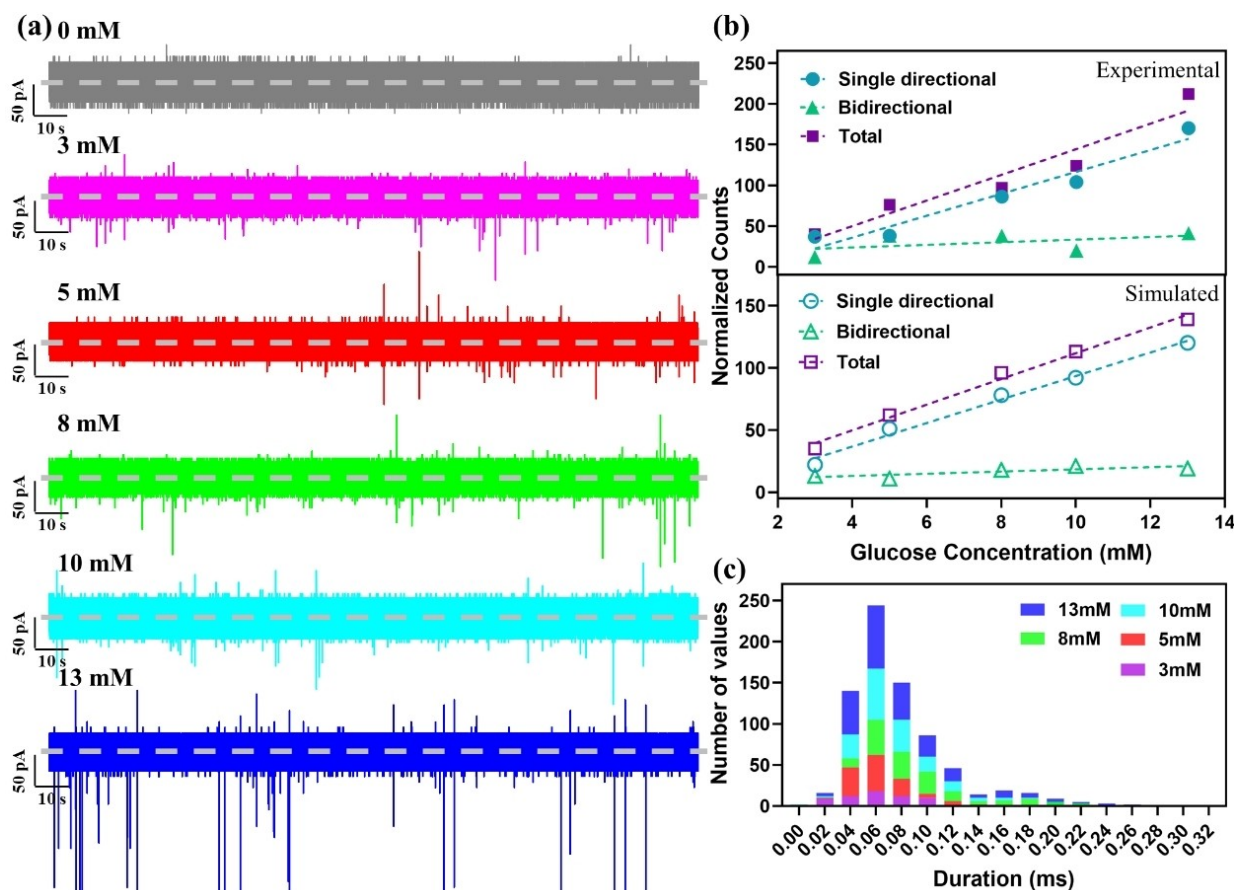 (a)
0 mM
50 pA
10 s
3 mM
50 pA
10 s
5 mM
50 pA
10 s
8 mM
50 pA
10 s
10 mM
50 pA
10 s
13 mM
50 pA
10 s
(b)
Normalized Counts
250
200
150
100
50
0
Single directional
Bidirectional
Total
Experimental
150
100
50
0
Single directional
Bidirectional
Total
Simulated
2 4 6 8 10 12 14
Glucose Concentration (mM)
(c)
Number of values
250
200
150
100
50
0
13mM 10mM
8mM 5mM
3mM
0.00 0.02 0.04 0.06 0.08 0.10 0.12 0.14 0.16 0.18 0.20 0.22 0.24 0.26 0.28 0.30 0.32
Duration (ms)